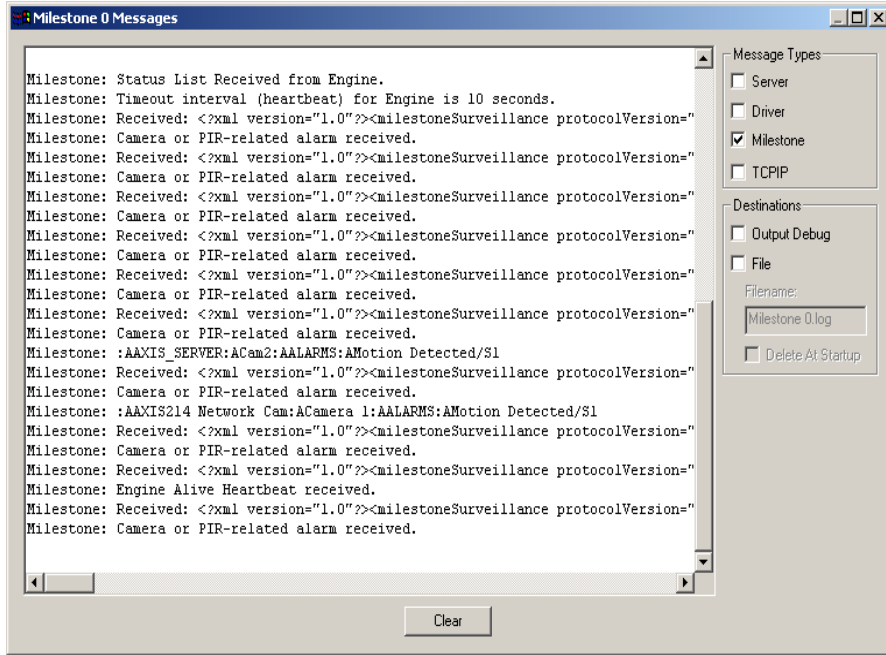 Milestone 0 Messages
Milestone: Status List Received from Engine.
Milestone: Timeout interval (heartbeat) for Engine is 10 seconds.
Milestone: Received: <?xml version="1.0"?><milestoneSurveillance protocolVersion="
Milestone: Camera or PIR-related alarm received.
Milestone: Received: <?xml version="1.0"?><milestoneSurveillance protocolVersion="
Milestone: Camera or PIR-related alarm received.
Milestone: Received: <?xml version="1.0"?><milestoneSurveillance protocolVersion="
Milestone: Camera or PIR-related alarm received.
Milestone: Received: <?xml version="1.0"?><milestoneSurveillance protocolVersion="
Milestone: Camera or PIR-related alarm received.
Milestone: Received: <?xml version="1.0"?><milestoneSurveillance protocolVersion="
Milestone: Camera or PIR-related alarm received.
Milestone: Received: <?xml version="1.0"?><milestoneSurveillance protocolVersion="
Milestone: Camera or PIR-related alarm received.
Milestone: :AAXIS_SERVER:ACam2:AALARMS:AMotion Detected/S1
Milestone: Received: <?xml version="1.0"?><milestoneSurveillance protocolVersion="
Milestone: Camera or PIR-related alarm received.
Milestone: :AAXIS214 Network Cam:ACamera 1:AALARMS:AMotion Detected/S1
Milestone: Received: <?xml version="1.0"?><milestoneSurveillance protocolVersion="
Milestone: Camera or PIR-related alarm received.
Milestone: Received: <?xml version="1.0"?><milestoneSurveillance protocolVersion="
Milestone: Engine Alive Heartbeat received.
Milestone: Received: <?xml version="1.0"?><milestoneSurveillance protocolVersion="
Milestone: Camera or PIR-related alarm received.
Message Types
Server
Driver
Milestone
TCPIP
Destinations
Output Debug
File
Filename:
Milestone 0.log
Delete At Startup
Clear